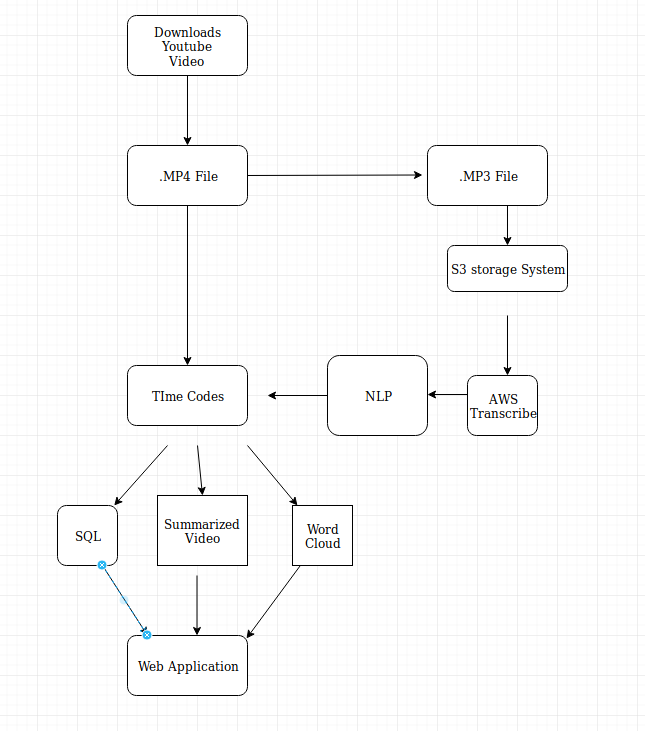 Downloads
Youtube
Video
.MP4 File
.MP3 File
S3 storage System
TIme Codes
NLP
AWS
Transcribe
SQL
Summarized
Video
Word
Cloud
Web Application